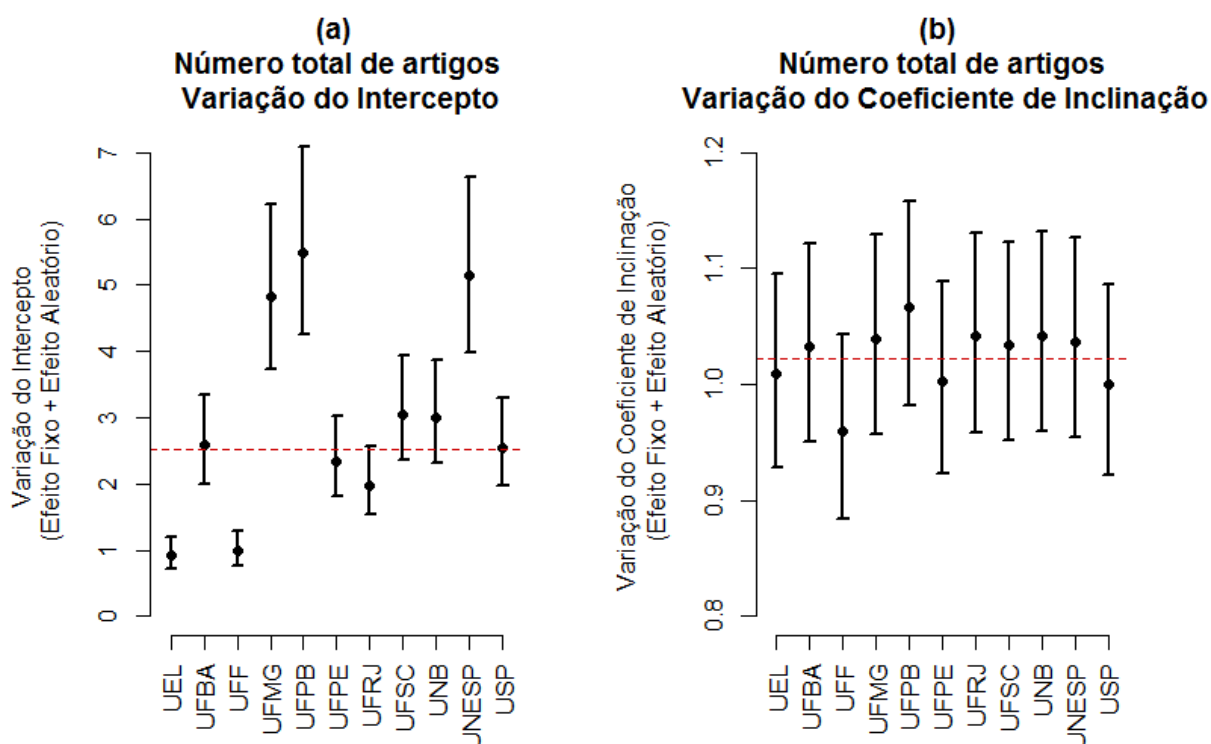 (a)
Número total de artigos
Variação do Intercepto
Variação do Intercepto
(Efeito Fixo + Efeito Aleatório)
7
6
5
4
3
2
1
0
UEL
UFBA
UFF
UFMG
UFPB
UFPE
UFRJ
UFSC
UNB
UNESP
USP
(b)
Número total de artigos
Variação do Coeficiente de Inclinação
Variação do Coeficiente de Inclinação
(Efeito Fixo + Efeito Aleatório)
1.2
1.1
1.0
0.9
0.8
UEL
UFBA
UFF
UFMG
UFPB
UFPE
UFRJ
UFSC
UNB
UNESP
USP